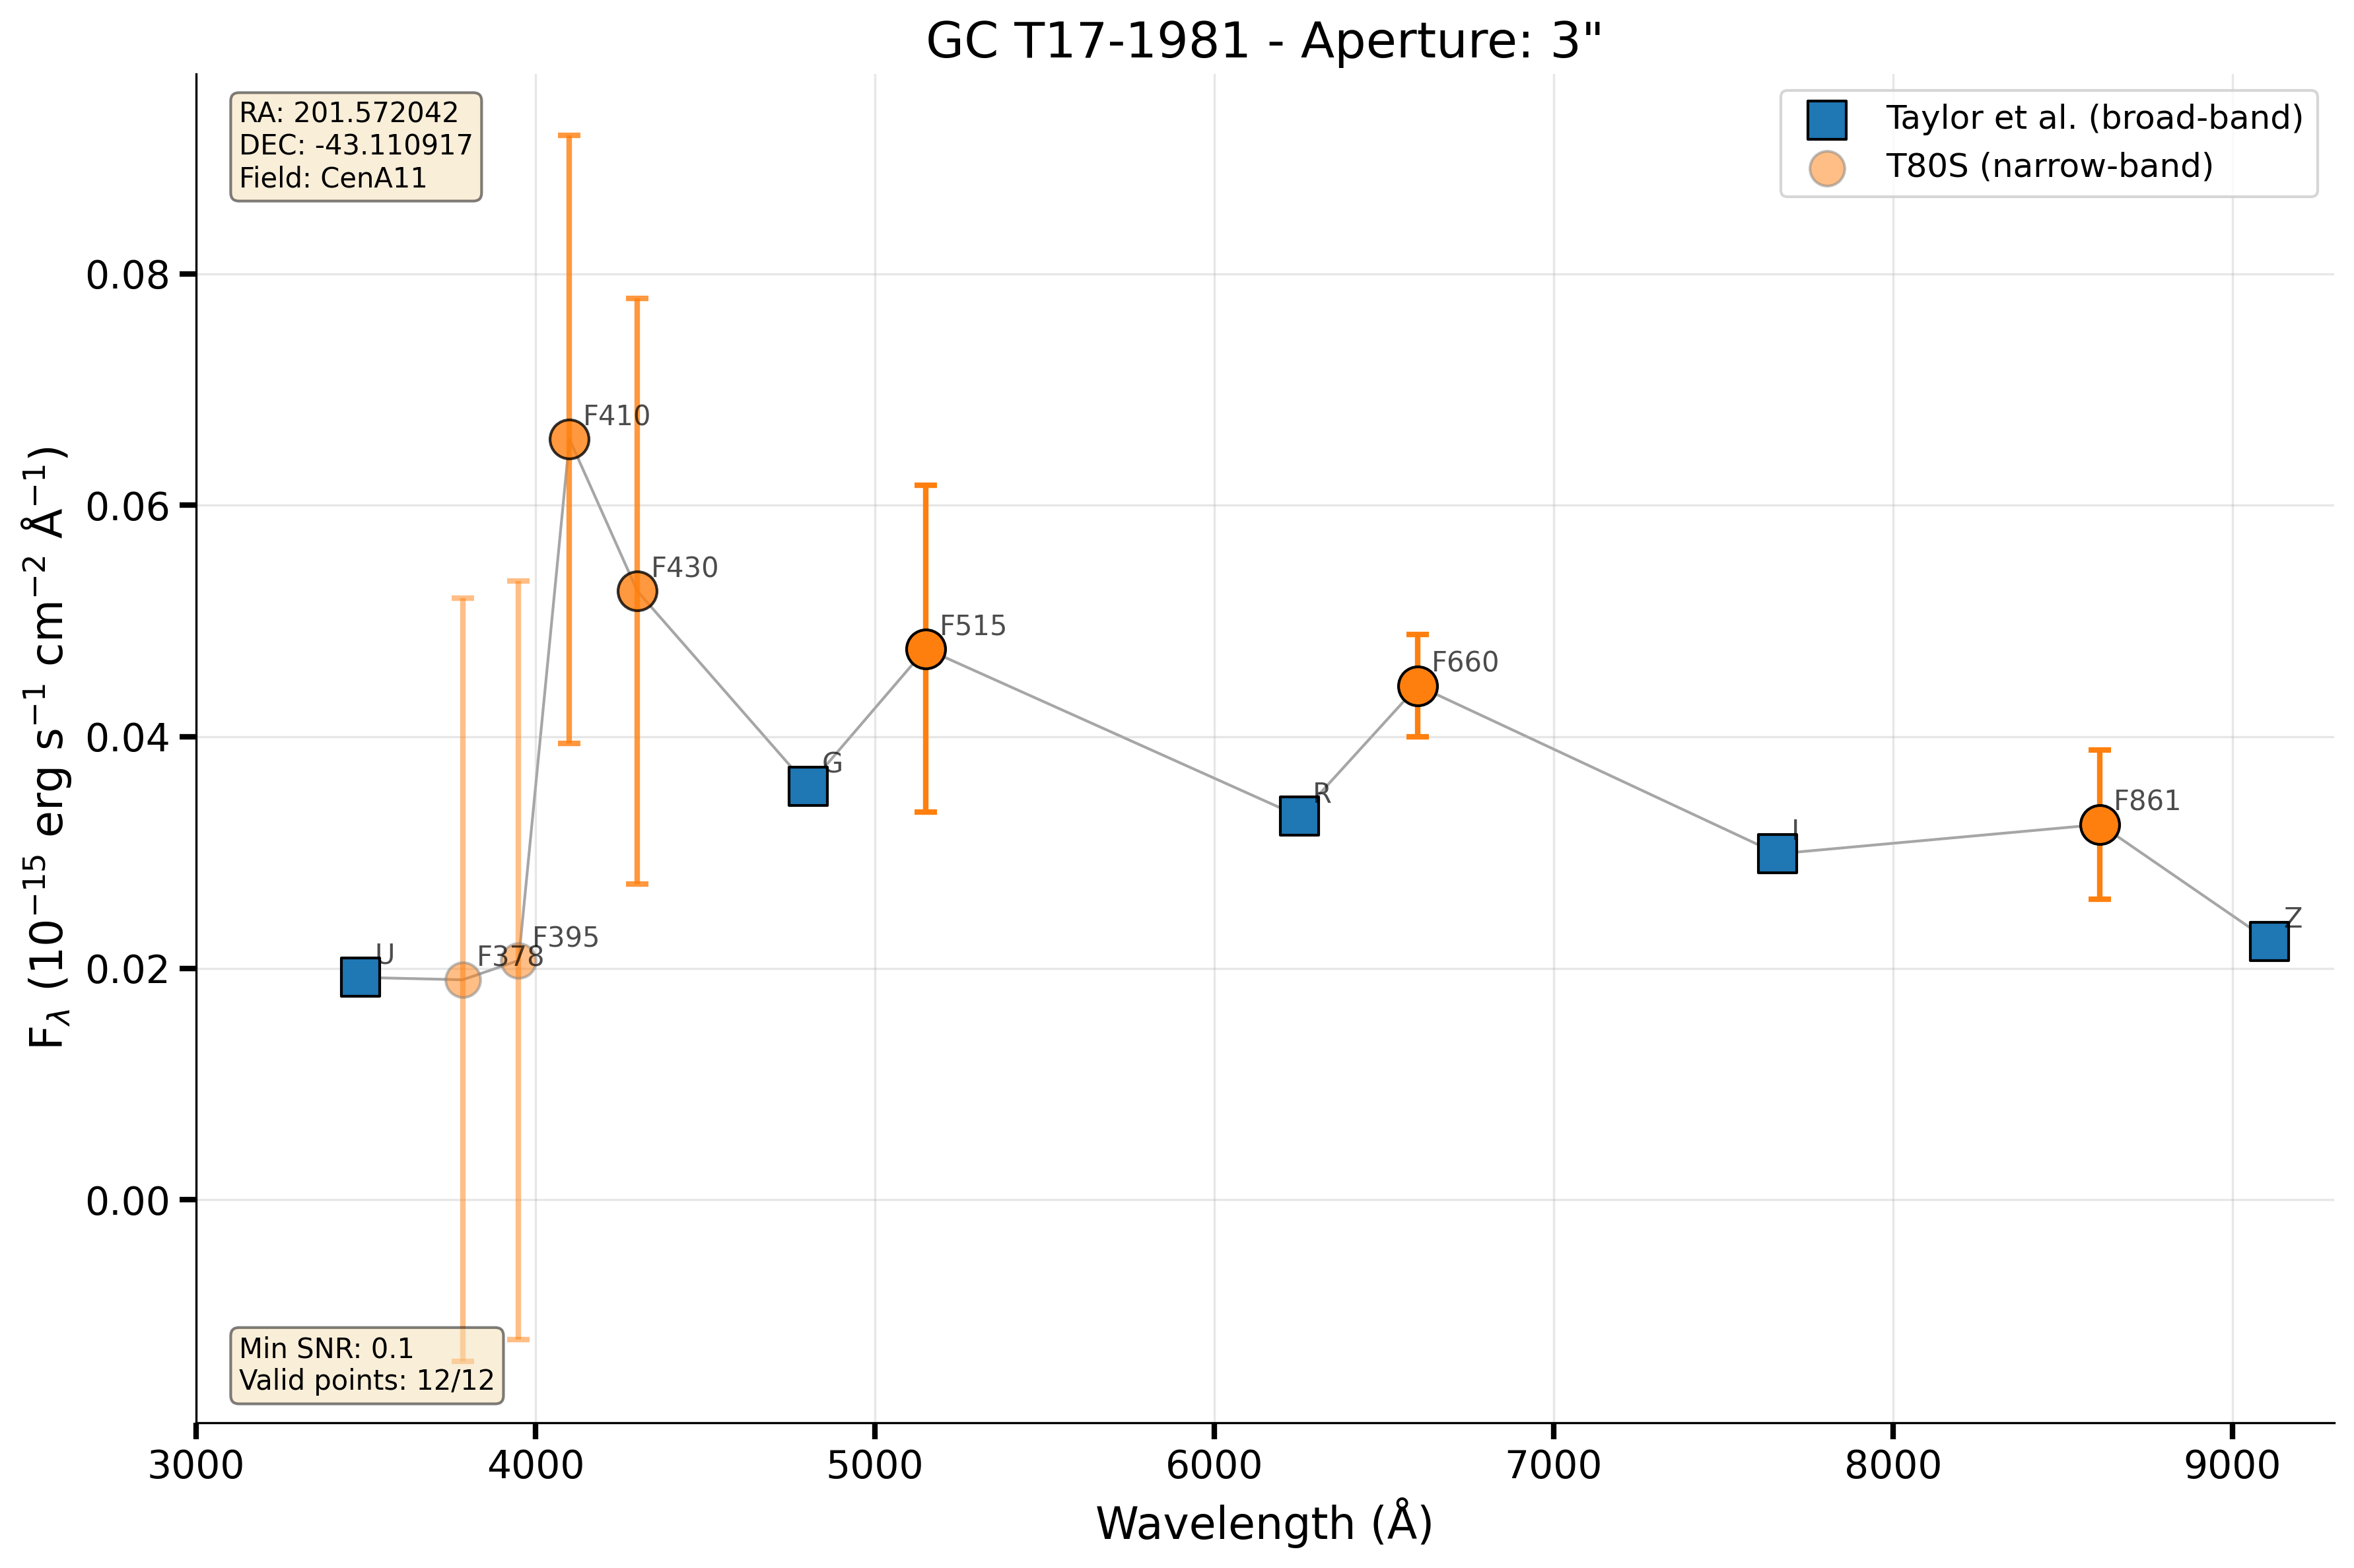 GC T17-1981 - Aperture: 3"
RA: 201.572042
DEC: -43.110917
Field: CenA11
Taylor et al. (broad-band)
T80S (narrow-band)
F410
F430
F515
F660
F861
F395
F378
U
G
R
I
Z
0.08
0.06
0.04
0.02
0.00
F_λ (10⁻¹⁵ erg s⁻¹ cm⁻² Å⁻¹)
Min SNR: 0.1
Valid points: 12/12
3000 4000 5000 6000 7000 8000 9000
Wavelength (Å)